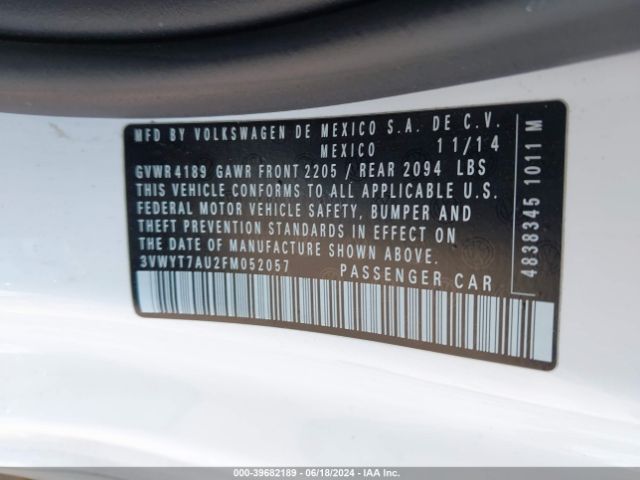 MFD BY VOLKSWAGEN DE MEXICO S.A. DE C.V.
MEXICO 11/14
GVWR 4189 GAWR FRONT 2205 / REAR 2094 LBS
THIS VEHICLE CONFORMS TO ALL APPLICABLE U.S.
FEDERAL MOTOR VEHICLE SAFETY, BUMPER AND
THEFT PREVENTION STANDARDS IN EFFECT ON
THE DATE OF MANUFACTURE SHOWN ABOVE.
3VWYT7AU2FM052057 PASSENGER CAR
4838345 1011 M
000-39682189 - 06/18/2024 - IAA Inc.